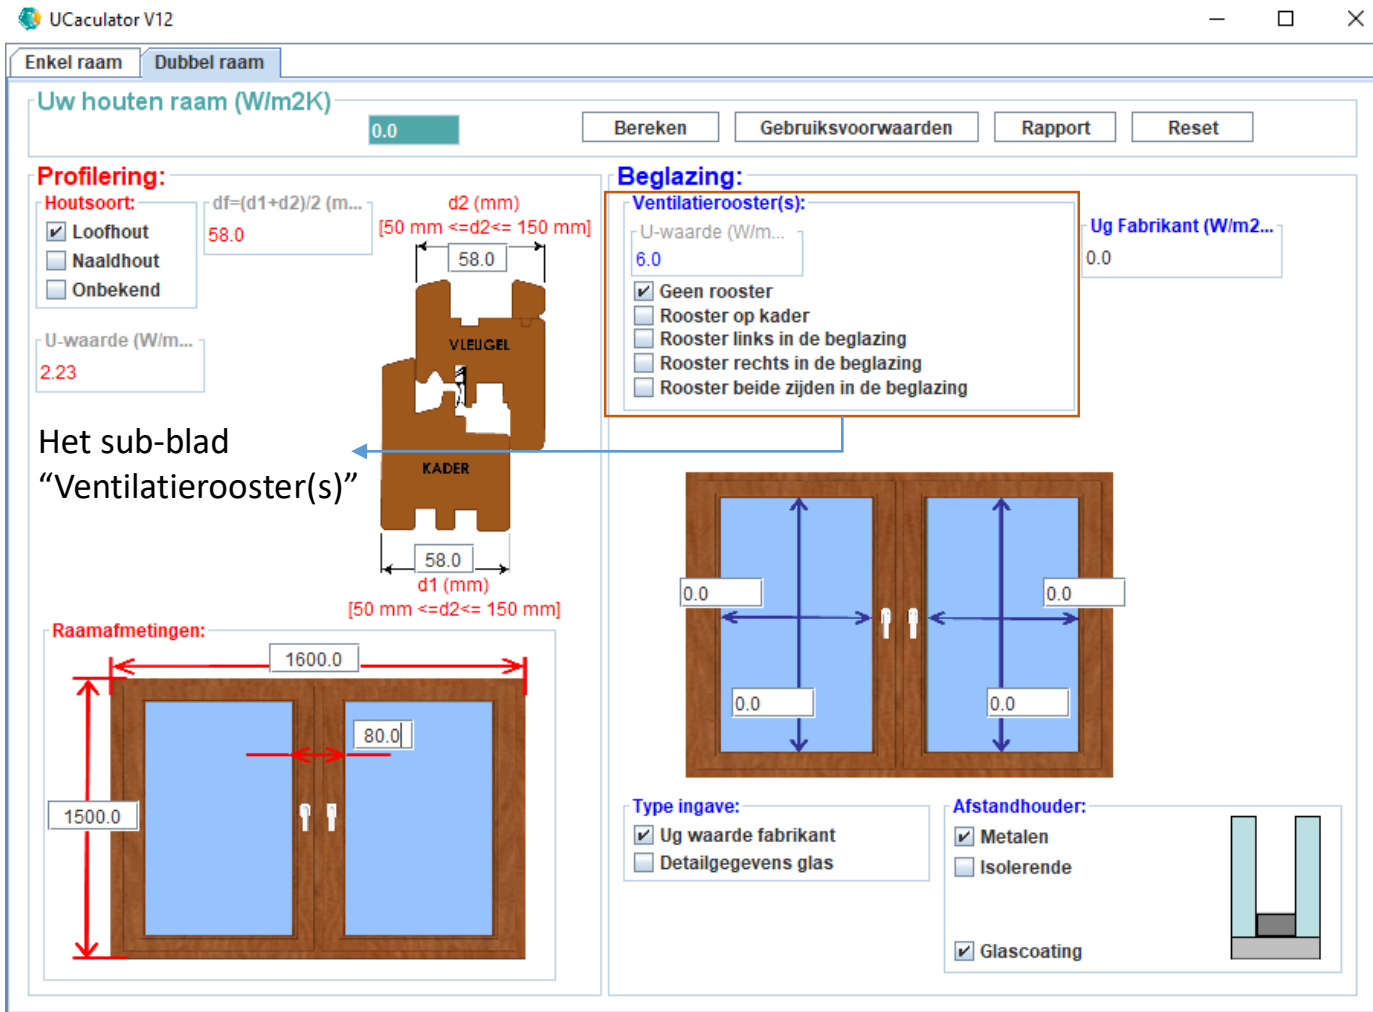 UCaculator V12
Enkel raam
Dubbel raam
Uw houten raam (W/m2K)
0.0
Bereken
Gebruiksvoorwaarden
Rapport
Reset
Profilering:
Houtsoort:
Loofhout
Naaldhout
Onbekend
df=(d1+d2)/2 (m...
58.0
U-waarde (W/m...
2.23
d2 (mm)
[50 mm <=d2<= 150 mm]
58.0
VLEUGEL
KADER
58.0
d1 (mm)
[50 mm <=d2<= 150 mm]
Het sub-blad
“Ventilatierooster(s)”
Raamafmetingen:
1600.0
80.0
1500.0
Beglazing:
Ventilatierooster(s):
U-waarde (W/m...
6.0
Geen rooster
Rooster op kader
Rooster links in de beglazing
Rooster rechts in de beglazing
Rooster beide zijden in de beglazing
Ug Fabrikant (W/m2...
0.0
0.0
0.0
0.0
0.0
Type ingave:
Ug waarde fabrikant
Detailgegevens glas
Afstandhouder:
Metalen
Isolerende
Glascoating